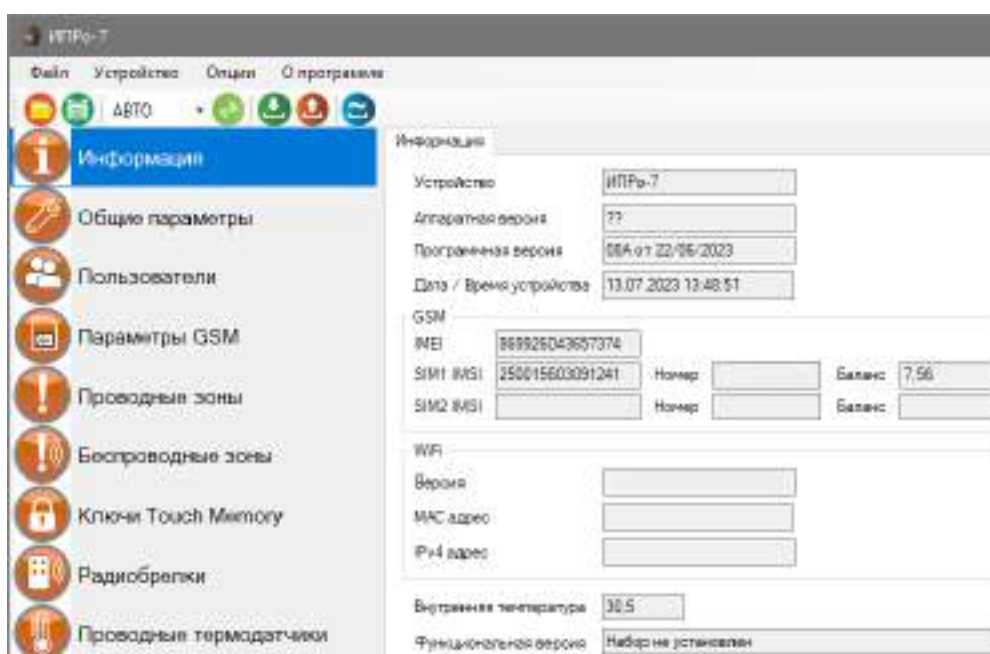 ИПРо-7
Файл Устройство Опции О программе
АВТО
Информация
Общие параметры
Пользователи
Параметры GSM
Проводные зоны
Беспроводные зоны
Ключи Touch Memory
Радиобрелки
Проводные термодатчики
Информация
Устройство ИПРо-7
Аппаратная версия ??
Программная версия 08A от 22/06/2023
Дата / Время устройства 13.07.2023 13:48:51
GSM
IMEI 869926043657374
SIM1 IMSI 250015603091241 Номер Баланс 7,56
SIM2 IMSI Номер Баланс
WiFi
Версия
MAC адрес
IPv4 адрес
Внутренняя температура 30,5
Функциональная версия Набор не установлен